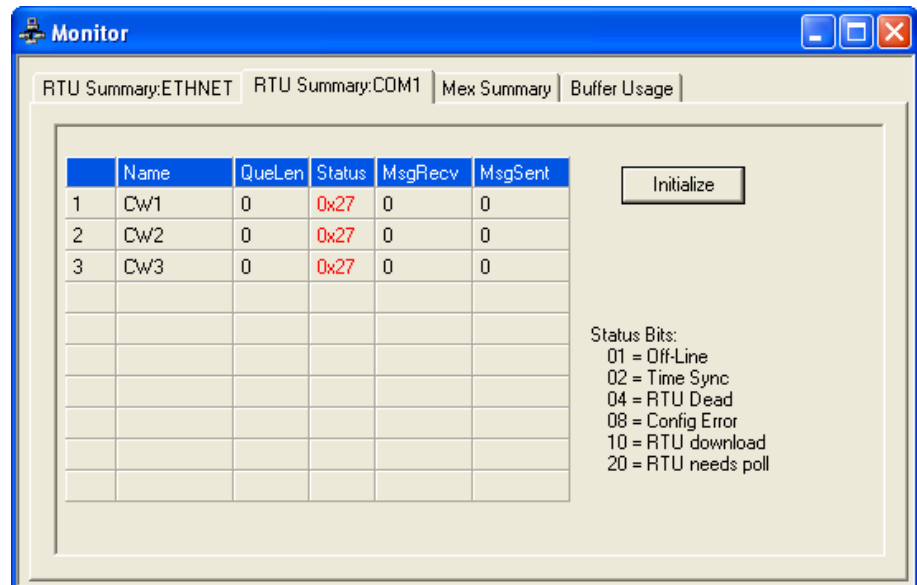 Monitor
RTU Summary:ETHNET RTU Summary:COM1 Mex Summary Buffer Usage
Name QueLen Status MsgRecv MsgSent
1 CW1 0 0x27 0 0
2 CW2 0 0x27 0 0
3 CW3 0 0x27 0 0
Initialize
Status Bits:
01 = Off-Line
02 = Time Sync
04 = RTU Dead
08 = Config Error
10 = RTU download
20 = RTU needs poll